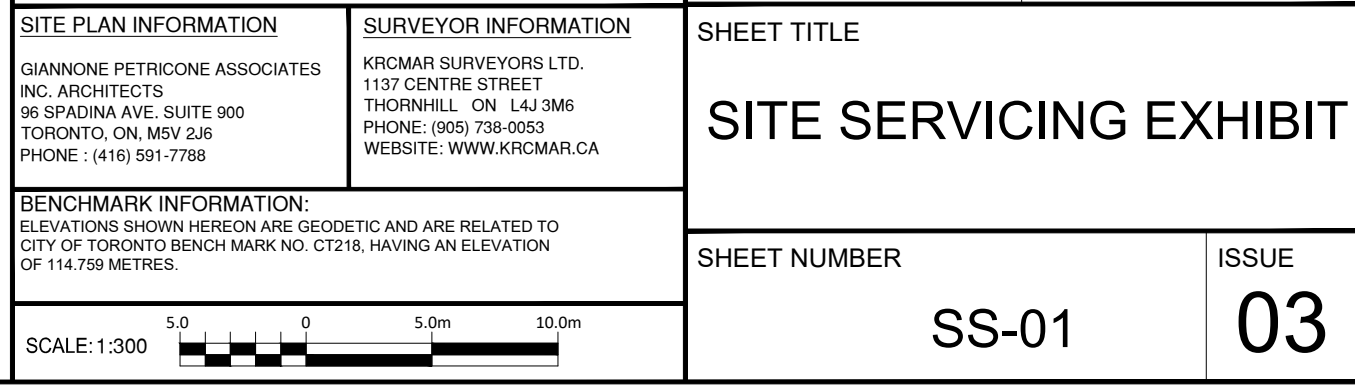 SITE PLAN INFORMATION
GIANNONE PETRICONE ASSOCIATES
INC. ARCHITECTS
96 SPADINA AVE. SUITE 900
TORONTO, ON, M5V 2J6
PHONE : (416) 591-7788
SURVEYOR INFORMATION
KRCMAR SURVEYORS LTD.
1137 CENTRE STREET
THORNHILL ON L4J 3M6
PHONE: (905) 738-0053
WEBSITE: WWW.KRCMAR.CA
BENCHMARK INFORMATION:
ELEVATIONS SHOWN HEREON ARE GEODETIC AND ARE RELATED TO
CITY OF TORONTO BENCH MARK NO. CT218, HAVING AN ELEVATION
OF 114.759 METRES.
SCALE: 1:300
5.0 0 5.0m 10.0m
SHEET TITLE
SITE SERVICING EXHIBIT
SHEET NUMBER
SS-01
ISSUE
03